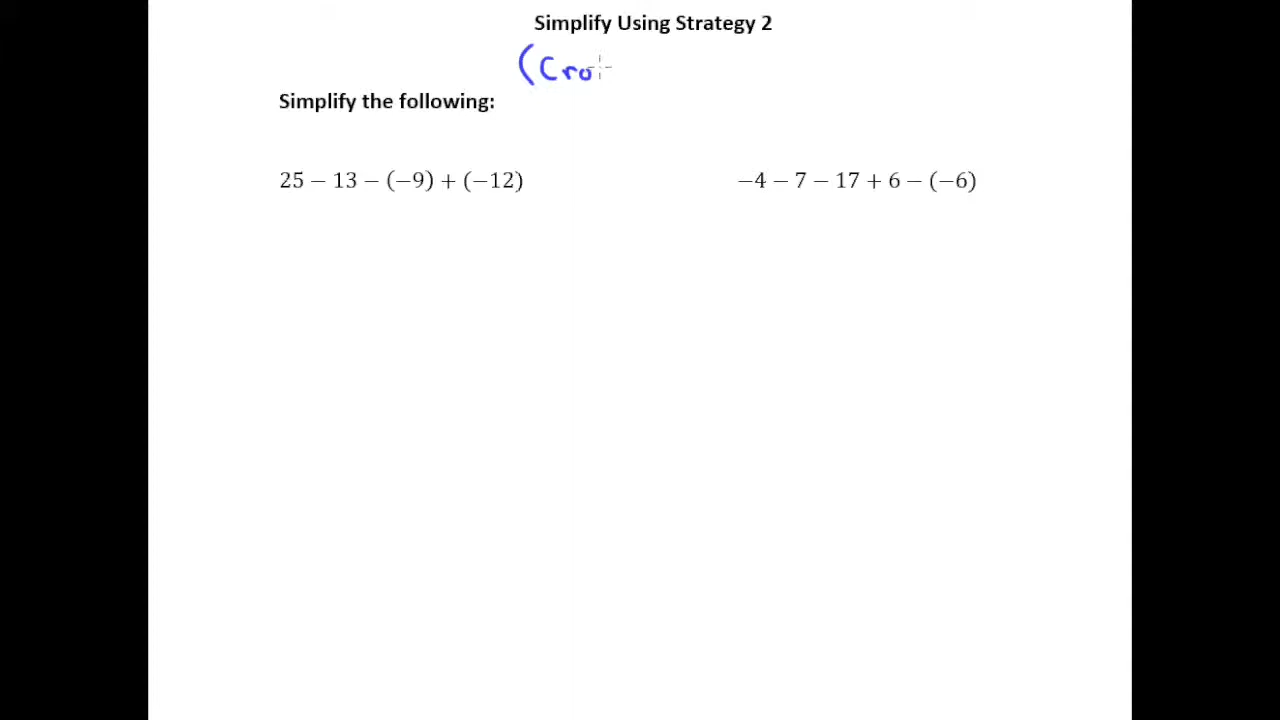 Simplify Using Strategy 2
(Cro
Simplify the following:
25 − 13 − (−9) + (−12)
−4 − 7 − 17 + 6 − (−6)